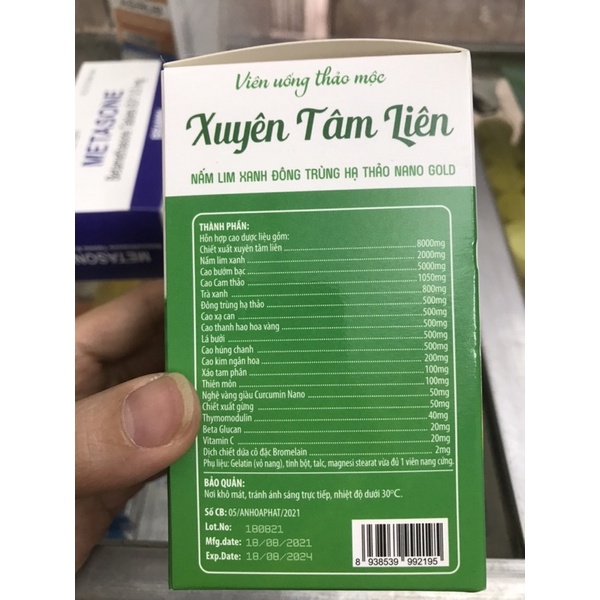 Viên uống thảo mộc
Xuyên Tâm Liên
NẤM LIM XANH ĐÔNG TRÙNG HẠ THẢO NANO GOLD
THÀNH PHẦN:
Hỗn hợp cao dược liệu gồm:
Chiết xuất xuyên tâm liên 8000mg
Nấm lim xanh 2000mg
Cao bướm bạc 5000mg
Cao Cam thảo 1050mg
Trà xanh 800mg
Đông trùng hạ thảo 500mg
Cao xạ can 500mg
Cao thanh hao hoa vàng 500mg
Lá bưởi 500mg
Cao húng chanh 500mg
Cao kim ngân hoa 200mg
Xáo tam phân 100mg
Thiên môn 100mg
Nghệ vàng giàu Curcumin Nano 50mg
Chiết xuất gừng 50mg
Thymomodulin 40mg
Beta Glucan 20mg
Vitamin C 20mg
Dịch chiết dứa cô đặc Bromelain 2mg
Phụ liệu: Gelatin (vỏ nang), tinh bột, talc, magnesi stearat vừa đủ 1 viên nang cứng.
BẢO QUẢN:
Nơi khô mát, tránh ánh sáng trực tiếp, nhiệt độ dưới 30°C.
Số CB: 05/ANHOAPHAT/2021
Lot.No: 180821
Mfg.date: 18/08/2021
Exp.Date: 18/08/2024
8 938539 992195
METASONE
METASONE